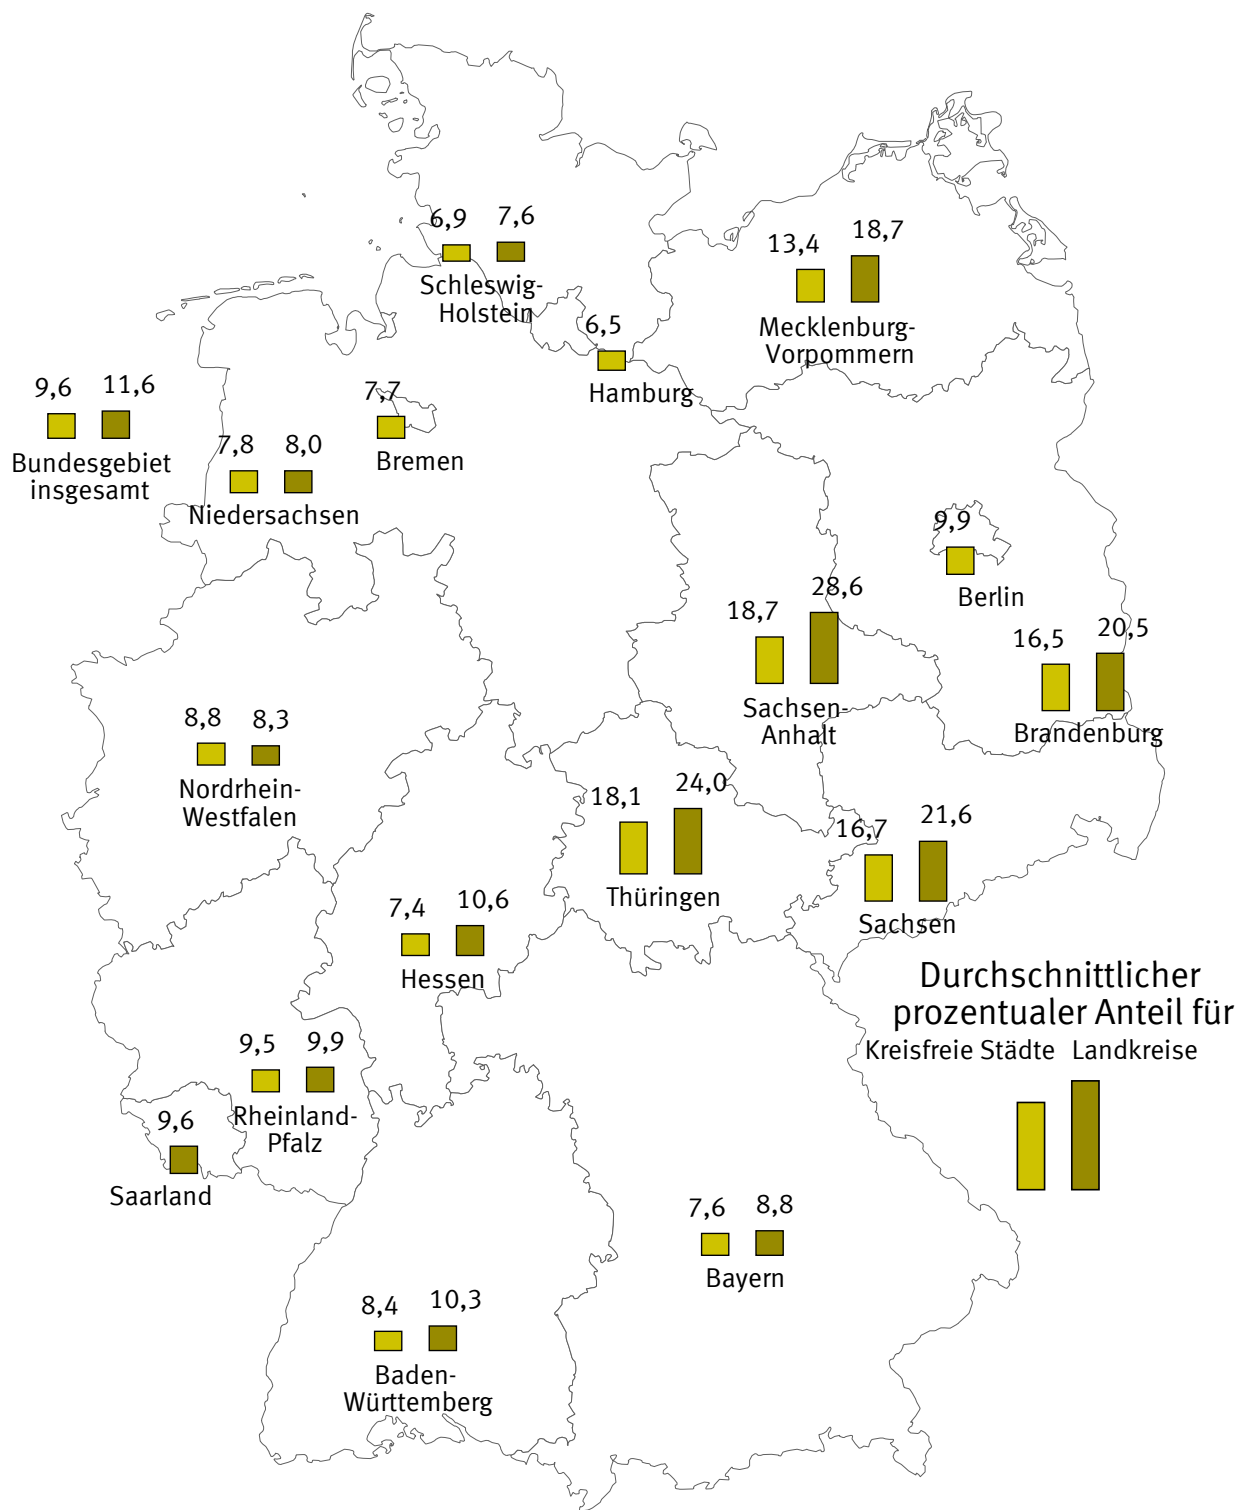 6,9 7,6
Schleswig-
Holstein
13,4 18,7
Mecklenburg-
Vorpommern
6,5
Hamburg
9,6 11,6
Bundesgebiet
insgesamt
7,7
Bremen
7,8 8,0
Niedersachsen
9,9
Berlin
18,7 28,6
Sachsen-
Anhalt
16,5 20,5
Brandenburg
8,8 8,3
Nordrhein-
Westfalen
18,1 24,0
Thüringen
16,7 21,6
Sachsen
7,4 10,6
Hessen
Durchschnittlicher
prozentualer Anteil für
Kreisfreie Städte Landkreise
9,5 9,9
Rheinland-
Pfalz
9,6
Saarland
7,6 8,8
Bayern
8,4 10,3
Baden-
Württemberg